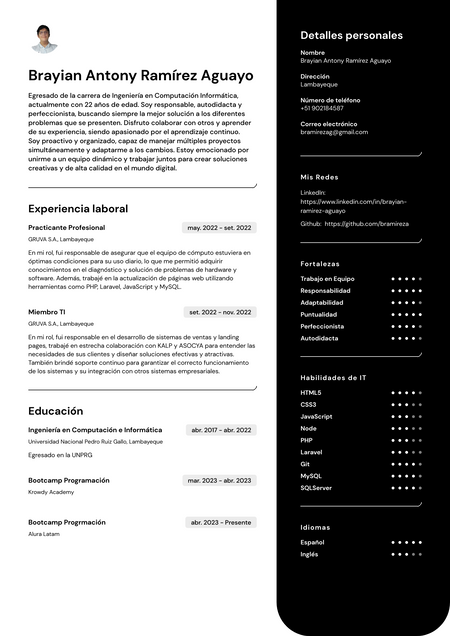 Brayian Antony Ramírez Aguayo
Egresado de la carrera de Ingeniería en Computación Informática,
actualmente con 22 años de edad. Soy responsable, autodidacta y
perfeccionista, buscando siempre la mejor solución a los diferentes
problemas que se presenten. Disfruto colaborar con otros y aprender
de su experiencia, siendo apasionado por el aprendizaje continuo.
Soy proactivo y organizado, capaz de manejar múltiples proyectos
simultáneamente y adaptarme a los cambios. Estoy emocionado por
unirme a un equipo dinámico y trabajar juntos para crear soluciones
creativas y de alta calidad en el mundo digital.
Experiencia laboral
Practicante Profesional
may. 2022 - set. 2022
GRUVA S.A., Lambayeque
En mi rol, fui responsable de asegurar que el equipo de cómputo estuviera en
óptimas condiciones para su uso diario, lo que me permitió adquirir
conocimientos en el diagnóstico y solución de problemas de hardware y
software. Además, trabajé en la actualización de páginas web utilizando
herramientas como PHP, Laravel, JavaScript y MySQL.
Miembro TI
set. 2022 - nov. 2022
GRUVA S.A., Lambayeque
En mi rol, fui responsable en el desarrollo de sistemas de ventas y landing
pages, trabajé en estrecha colaboración con KALP y ASOCYA para entender las
necesidades de sus clientes y diseñar soluciones efectivas y atractivas.
También brindé soporte continuo para garantizar el correcto funcionamiento
de los sistemas y su integración con otros sistemas empresariales.
Educación
Ingeniería en Computación e Informática
abr. 2017 - abr. 2022
Universidad Nacional Pedro Ruiz Gallo, Lambayeque
Egresado en la UNPRG
Bootcamp Programación
mar. 2023 - abr. 2023
Krowdy Academy
Bootcamp Progrmación
abr. 2023 - Presente
Alura Latam
Detalles personales
Nombre
Brayian Antony Ramírez Aguayo
Dirección
Lambayeque
Número de teléfono
+51 902184587
Correo electrónico
bramirezag@gmail.com
Mis Redes
LinkedIn:
https://www.linkedin.com/in/brayian-
ramirez-aguayo
Github: https://github.com/bramireza
Fortalezas
Trabajo en Equipo
Responsabilidad
Adaptabilidad
Puntualidad
Perfeccionista
Autodidacta
Habilidades de IT
HTML5
CSS3
JavaScript
Node
PHP
Laravel
Git
MySQL
SQLServer
Idiomas
Español
Inglés